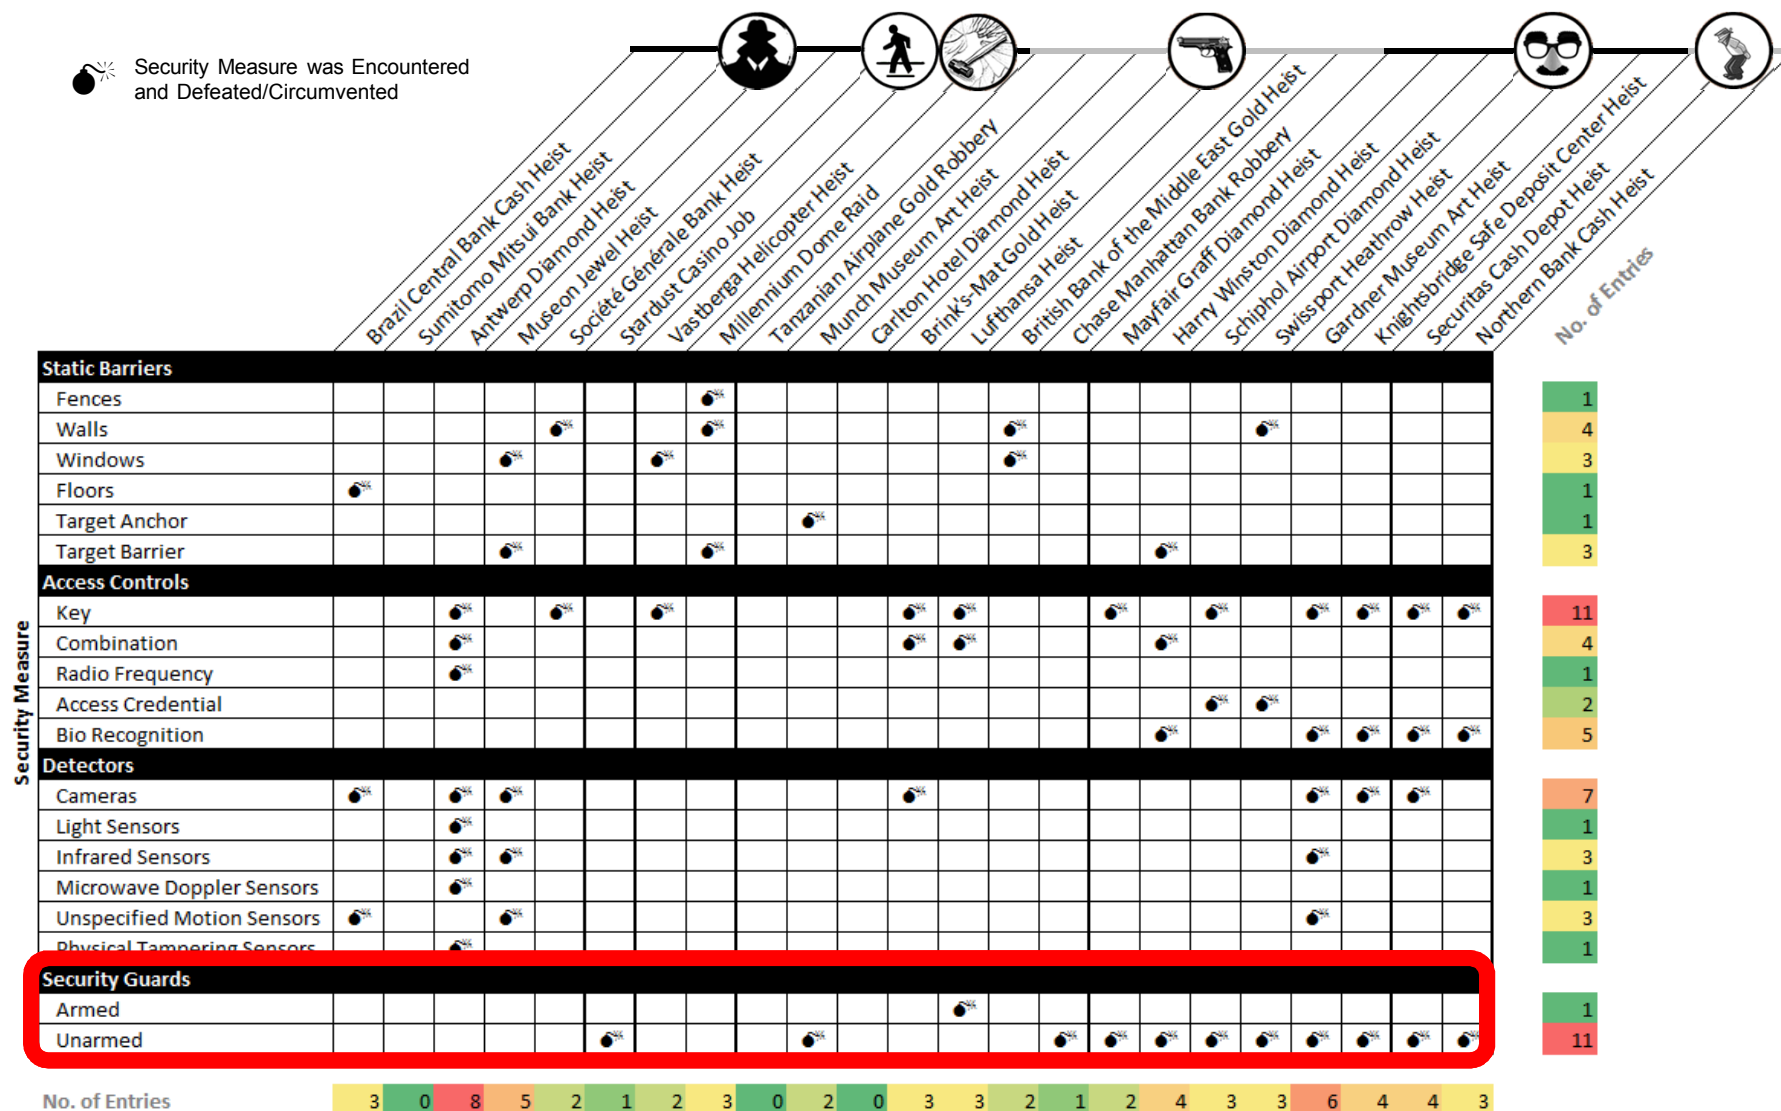 Security Measure was Encountered
and Defeated/Circumvented
Brazil Central Bank Cash Heist
Sumitomo Mitsui Bank Heist
Antwerp Diamond Heist
Museon Jewel Heist
Société Générale Bank Heist
Stardust Casino Job
Vastberga Helicopter Heist
Millennium Dome Raid
Tanzanian Airplane Gold Robbery
Munch Museum Art Heist
Carlton Hotel Diamond Heist
Brink's-Mat Gold Heist
Lufthansa Heist
British Bank of the Middle East Gold Heist
Chase Manhattan Bank Robbery
Mayfair Graff Diamond Heist
Harry Winston Diamond Heist
Schiphol Airport Diamond Heist
Swissport Heathrow Heist
Gardner Museum Art Heist
Knightsbridge Safe Deposit Center Heist
Securitas Cash Depot Heist
Northern Bank Cash Heist
No. of Entries
Security Measure
Static Barriers
Fences 1
Walls 4
Windows 3
Floors 1
Target Anchor 1
Target Barrier 3
Access Controls
Key 11
Combination 4
Radio Frequency 1
Access Credential 2
Bio Recognition 5
Detectors
Cameras 7
Light Sensors 1
Infrared Sensors 3
Microwave Doppler Sensors 1
Unspecified Motion Sensors 3
Physical Tampering Sensors 1
Security Guards
Armed 1
Unarmed 11
No. of Entries 3 0 8 5 2 1 2 3 0 2 0 3 3 2 1 2 4 3 3 6 4 4 3